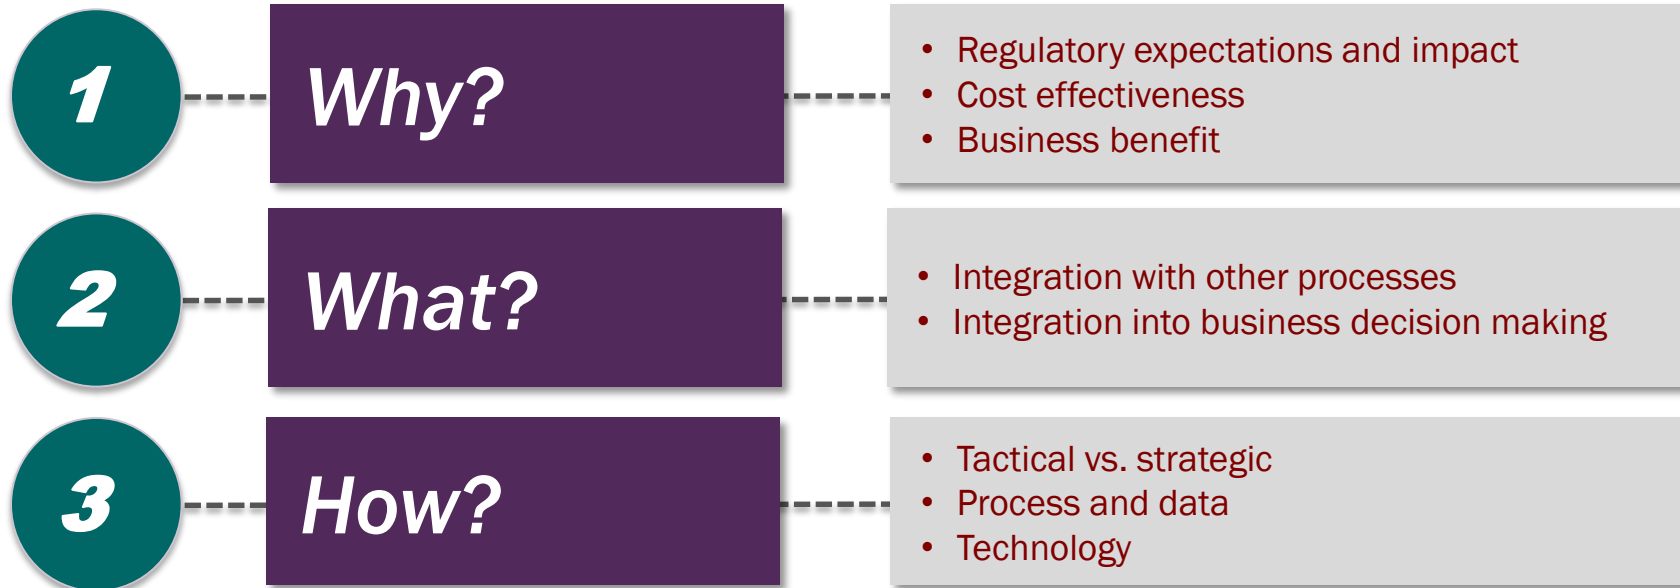 1
Why?
• Regulatory expectations and impact
• Cost effectiveness
• Business benefit
2
What?
• Integration with other processes
• Integration into business decision making
3
How?
• Tactical vs. strategic
• Process and data
• Technology